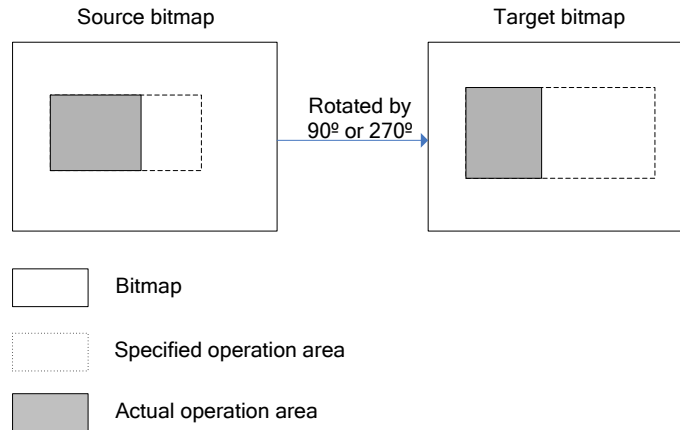 Source bitmap
Target bitmap
Rotated by
90º or 270º
Bitmap
Specified operation area
Actual operation area